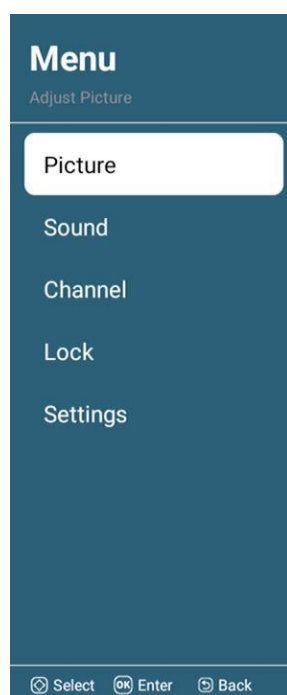 Menu
Adjust Picture
Picture
Sound
Channel
Lock
Settings
Select OK Enter Back